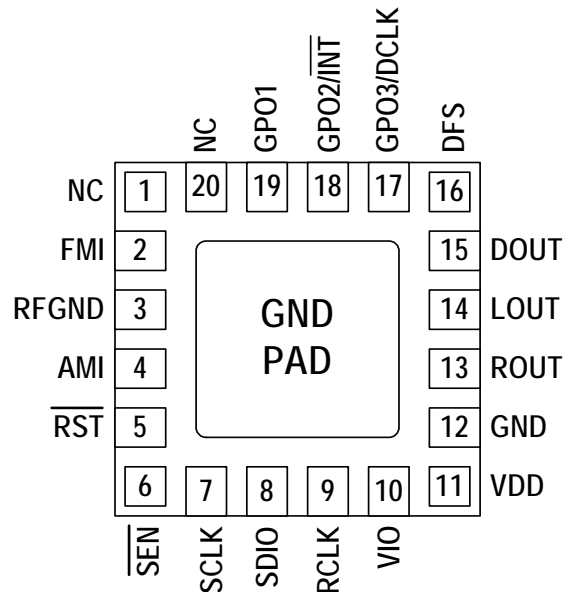 NC
GPO1
GPO2/INT
GPO3/DCLK
DFS
NC 1 20 19 18 17 16
FMI 2 15 DOUT
RFGND 3 14 LOUT
GND
PAD
AMI 4 13 ROUT
RST 5 12 GND
6 7 8 9 10 11 VDD
SEN
SCLK
SDIO
RCLK
VIO